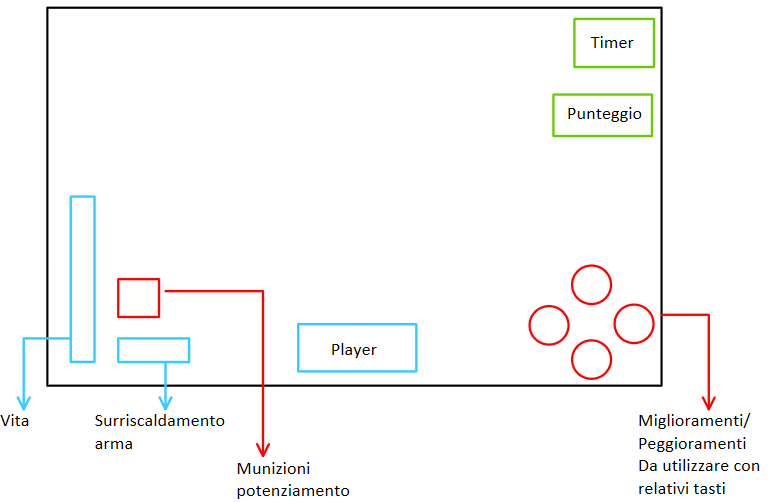 Timer
Punteggio
Player
Vita
Surriscaldamento
arma
Munizioni
potenziamento
Miglioramenti/
Peggioramenti
Da utilizzare con
relativi tasti